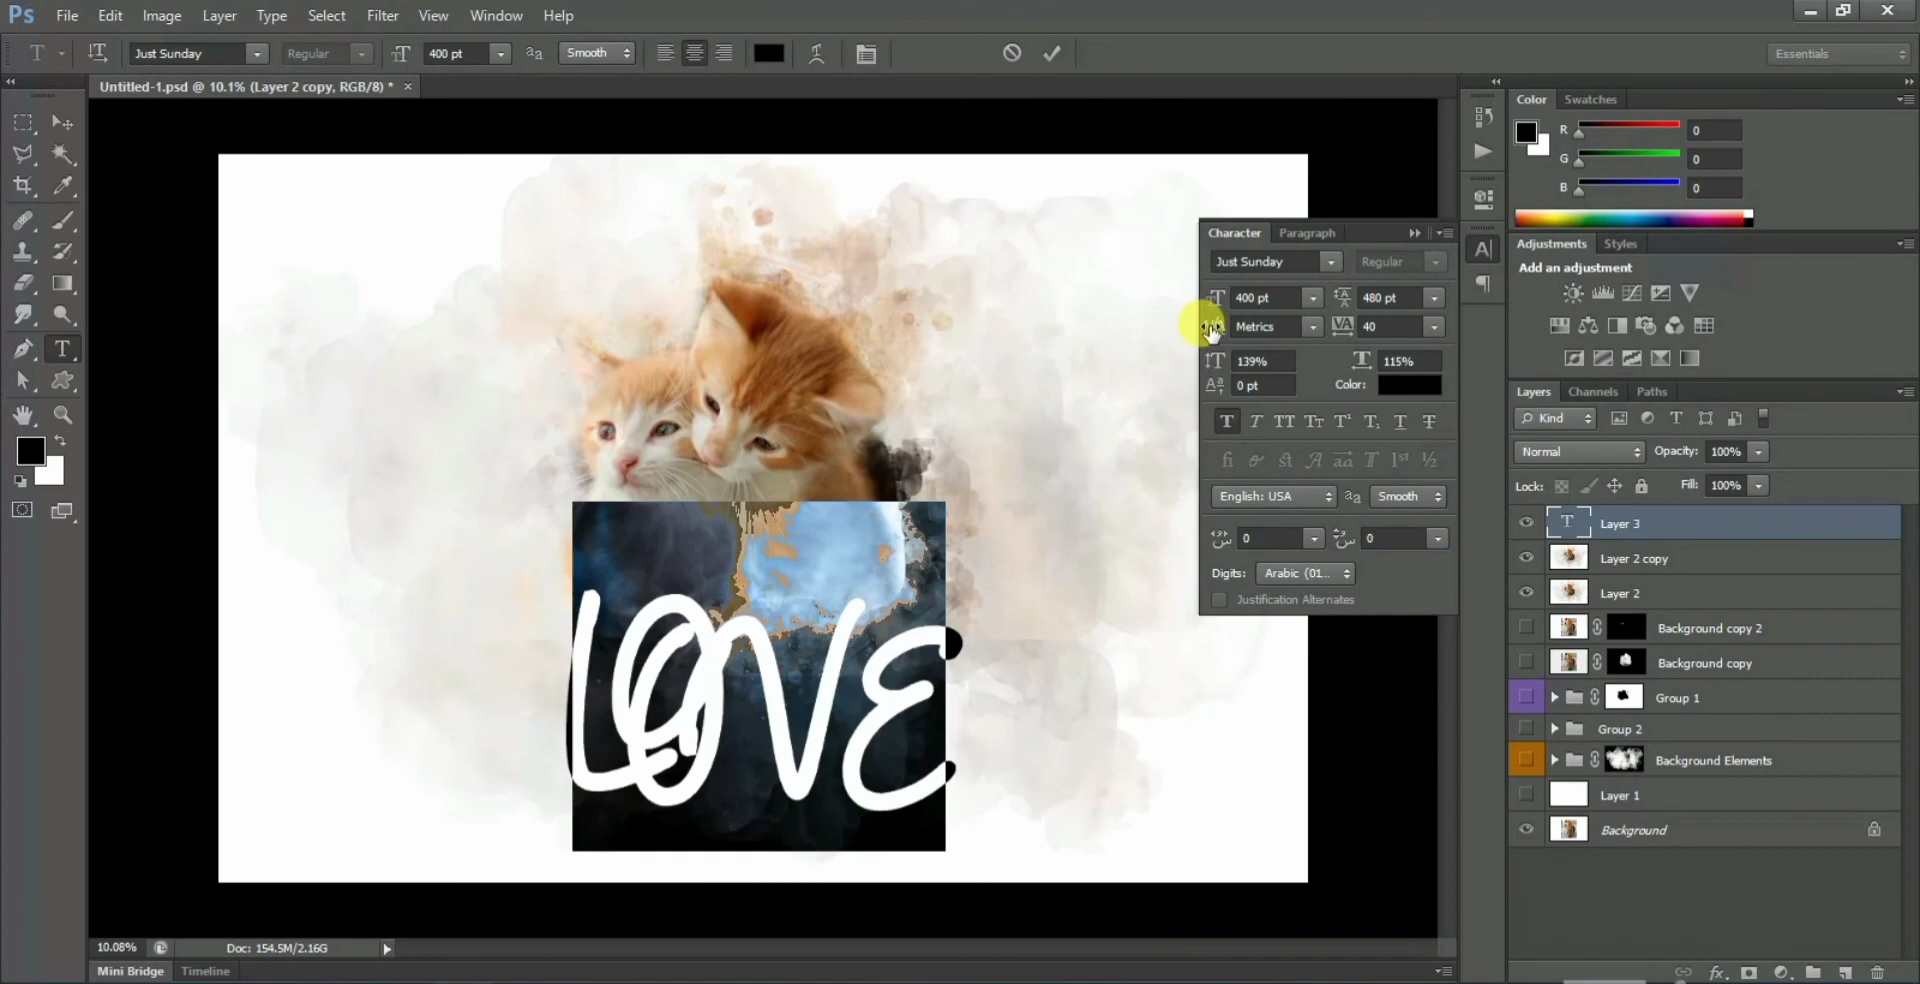 Ps File Edit Image Layer Type Select Filter View Window Help
Just Sunday Regular 400 pt Smooth Essentials
Untitled-1.psd @ 10.1% (Layer 2 copy, RGB/8) *
Color Swatches
R 0
G 0
B 0
Adjustments Styles
Add an adjustment
Character Paragraph
Just Sunday Regular
400 pt 480 pt
Metrics 40
139% 115%
0 pt Color:
English: USA Smooth
0 0
Digits: Arabic (01...
Justification Alternates
LOVE
Layers Channels Paths
Kind
Normal Opacity: 100%
Lock: Fill: 100%
Layer 3
Layer 2 copy
Layer 2
Background copy 2
Background copy
Group 1
Group 2
Background Elements
Layer 1
Background
10.08% Doc: 154.5M/2.16G
Mini Bridge Timeline